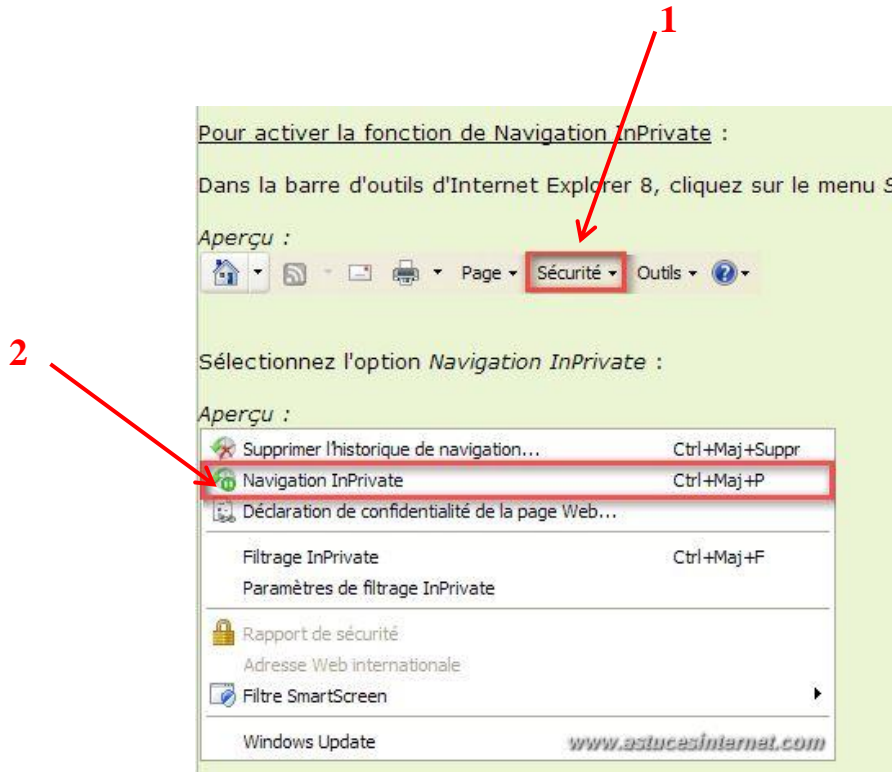 1
Pour activer la fonction de Navigation InPrivate :
Dans la barre d'outils d'Internet Explorer 8, cliquez sur le menu S
Aperçu :
Page Sécurité Outils
2
Sélectionnez l'option Navigation InPrivate :
Aperçu :
Supprimer l'historique de navigation... Ctrl+Maj+Suppr
Navigation InPrivate Ctrl+Maj+P
Déclaration de confidentialité de la page Web...
Filtrage InPrivate Ctrl+Maj+F
Paramètres de filtrage InPrivate
Rapport de sécurité
Adresse Web internationale
Filtre SmartScreen
Windows Update www.astucesinternet.com